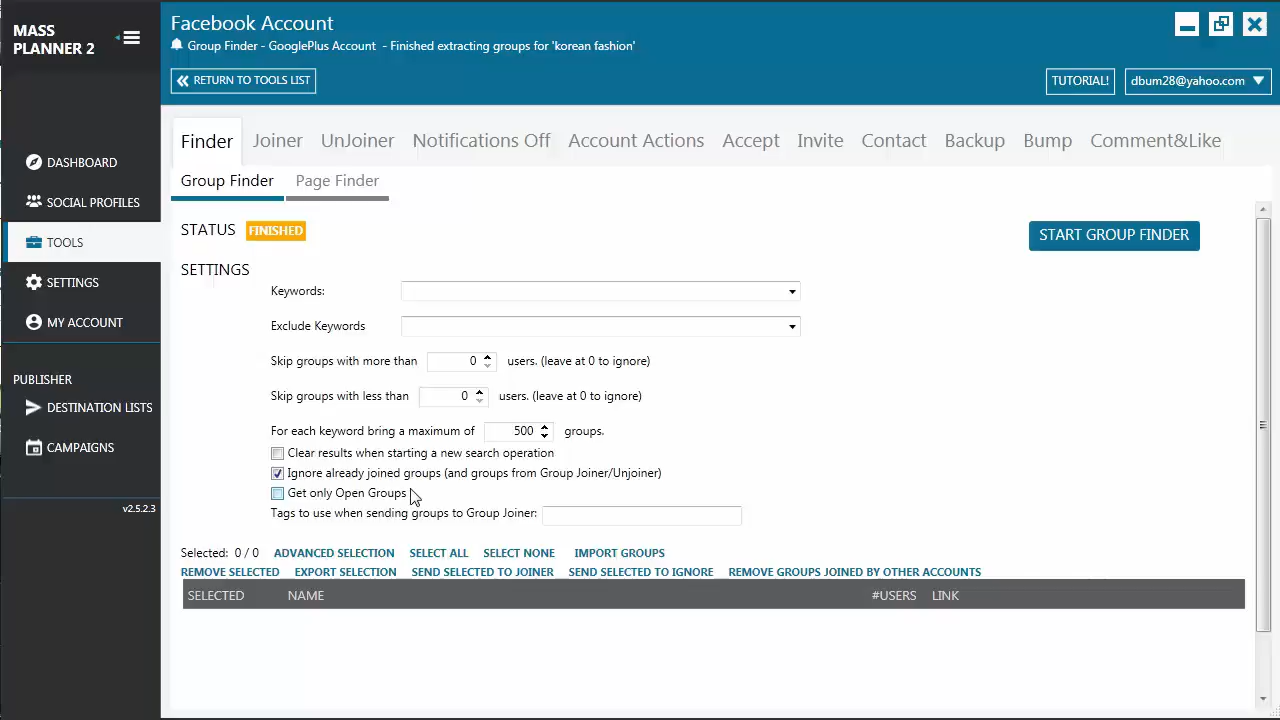 MASS
PLANNER 2
Facebook Account
Group Finder - GooglePlus Account - Finished extracting groups for 'korean fashion'
RETURN TO TOOLS LIST
TUTORIAL!
dbum28@yahoo.com
DASHBOARD
SOCIAL PROFILES
TOOLS
SETTINGS
MY ACCOUNT
PUBLISHER
DESTINATION LISTS
CAMPAIGNS
v2.5.2.3
Finder Joiner UnJoiner Notifications Off Account Actions Accept Invite Contact Backup Bump Comment&Like
Group Finder Page Finder
STATUS FINISHED
START GROUP FINDER
SETTINGS
Keywords:
Exclude Keywords
Skip groups with more than 0 users. (leave at 0 to ignore)
Skip groups with less than 0 users. (leave at 0 to ignore)
For each keyword bring a maximum of 500 groups.
Clear results when starting a new search operation
Ignore already joined groups (and groups from Group Joiner/Unjoiner)
Get only Open Groups
Tags to use when sending groups to Group Joiner:
Selected: 0 / 0 ADVANCED SELECTION SELECT ALL SELECT NONE IMPORT GROUPS
REMOVE SELECTED EXPORT SELECTION SEND SELECTED TO JOINER SEND SELECTED TO IGNORE REMOVE GROUPS JOINED BY OTHER ACCOUNTS
SELECTED NAME #USERS LINK